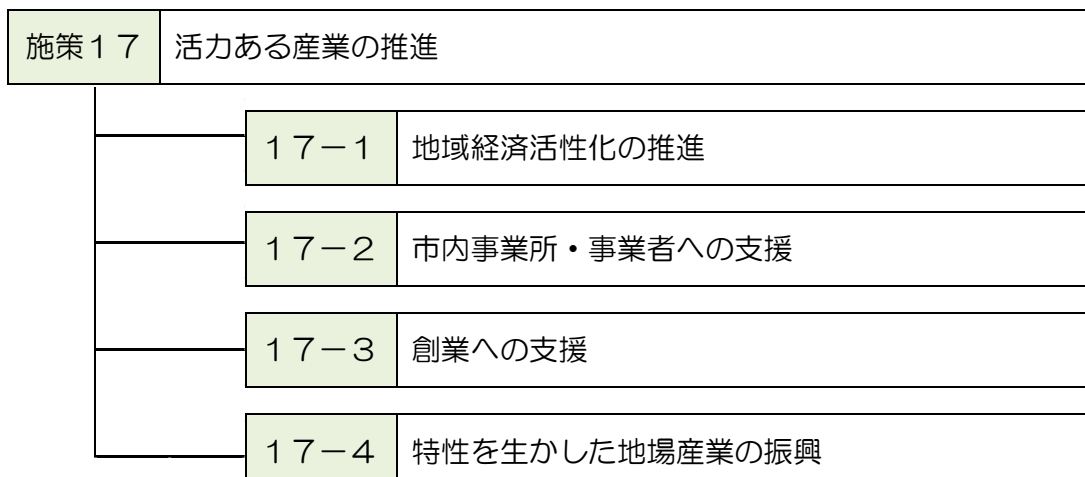 施策１７ 活力ある産業の推進
１７－１ 地域経済活性化の推進
１７－２ 市内事業所・事業者への支援
１７－３ 創業への支援
１７－４ 特性を生かした地場産業の振興